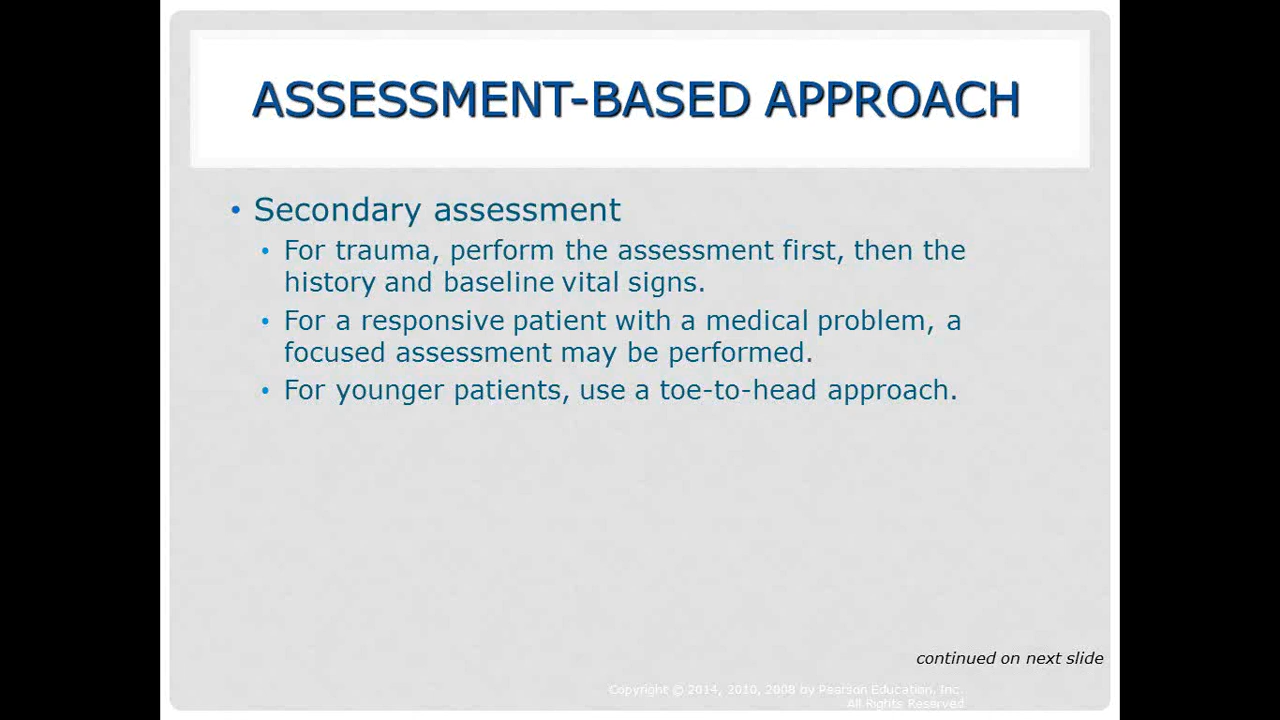 ASSESSMENT-BASED APPROACH
• Secondary assessment
• For trauma, perform the assessment first, then the
history and baseline vital signs.
• For a responsive patient with a medical problem, a
focused assessment may be performed.
• For younger patients, use a toe-to-head approach.
continued on next slide
Copyright © 2014, 2010, 2008 by Pearson Education, Inc.
All Rights Reserved